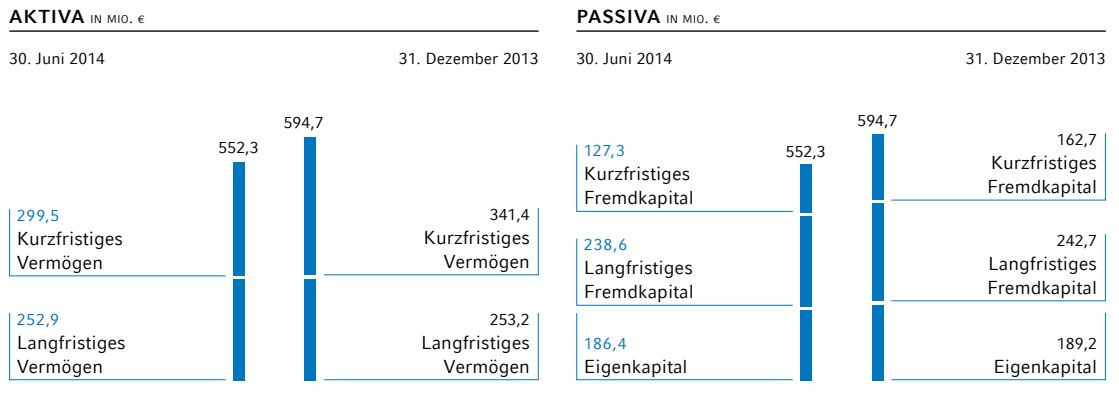 AKTIVA IN MIO. €
30. Juni 2014
31. Dezember 2013
552,3
594,7
299,5
Kurzfristiges
Vermögen
341,4
Kurzfristiges
Vermögen
252,9
Langfristiges
Vermögen
253,2
Langfristiges
Vermögen
PASSIVA IN MIO. €
30. Juni 2014
31. Dezember 2013
552,3
594,7
127,3
Kurzfristiges
Fremdkapital
162,7
Kurzfristiges
Fremdkapital
238,6
Langfristiges
Fremdkapital
242,7
Langfristiges
Fremdkapital
186,4
Eigenkapital
189,2
Eigenkapital